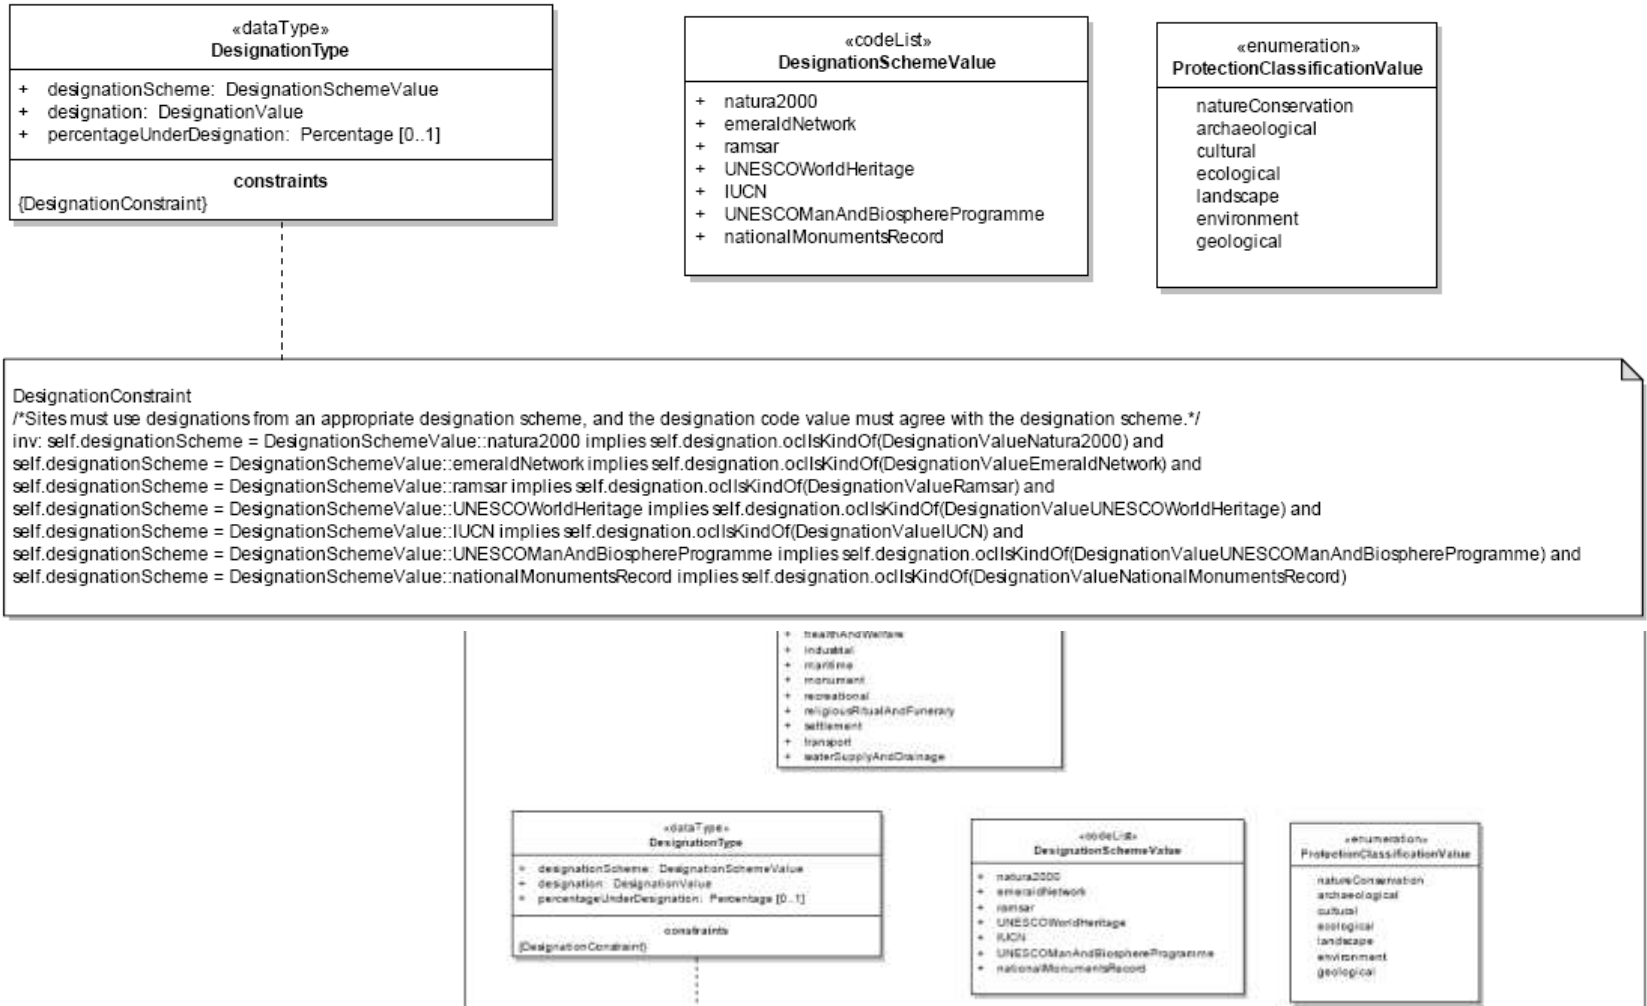 «dataType»
DesignationType
+ designationScheme: DesignationSchemeValue
+ designation: DesignationValue
+ percentageUnderDesignation: Percentage [0..1]
constraints
{DesignationConstraint}
«codeList»
DesignationSchemeValue
+ natura2000
+ emeraldNetwork
+ ramsar
+ UNESCOWorldHeritage
+ IUCN
+ UNESCOManAndBiosphereProgramme
+ nationalMonumentsRecord
«enumeration»
ProtectionClassificationValue
natureConservation
archaeological
cultural
ecological
landscape
environment
geological
DesignationConstraint
/*Sites must use designations from an appropriate designation scheme, and the designation code value must agree with the designation scheme.*/
inv: self.designationScheme = DesignationSchemeValue::natura2000 implies self.designation.oclIsKindOf(DesignationValueNatura2000) and
self.designationScheme = DesignationSchemeValue::emeraldNetwork implies self.designation.oclIsKindOf(DesignationValueEmeraldNetwork) and
self.designationScheme = DesignationSchemeValue::ramsar implies self.designation.oclIsKindOf(DesignationValueRamsar) and
self.designationScheme = DesignationSchemeValue::UNESCOWorldHeritage implies self.designation.oclIsKindOf(DesignationValueUNESCOWorldHeritage) and
self.designationScheme = DesignationSchemeValue::IUCN implies self.designation.oclIsKindOf(DesignationValueIUCN) and
self.designationScheme = DesignationSchemeValue::UNESCOManAndBiosphereProgramme implies self.designation.oclIsKindOf(DesignationValueUNESCOManAndBiosphereProgramme) and
self.designationScheme = DesignationSchemeValue::nationalMonumentsRecord implies self.designation.oclIsKindOf(DesignationValueNationalMonumentsRecord)
+ healthAndWelfare
+ industrial
+ maritime
+ monument
+ recreational
+ religiousRitualAndFunerary
+ settlement
+ transport
+ waterSupplyAndDrainage
«dataType»
DesignationType
+ designationScheme: DesignationSchemeValue
+ designation: DesignationValue
+ percentageUnderDesignation: Percentage [0..1]
constraints
{DesignationConstraint}
«codeList»
DesignationSchemeValue
+ natura2000
+ emeraldNetwork
+ ramsar
+ UNESCOWorldHeritage
+ IUCN
+ UNESCOManAndBiosphereProgramme
+ nationalMonumentsRecord
«enumeration»
ProtectionClassificationValue
natureConservation
archaeological
cultural
ecological
landscape
environment
geological